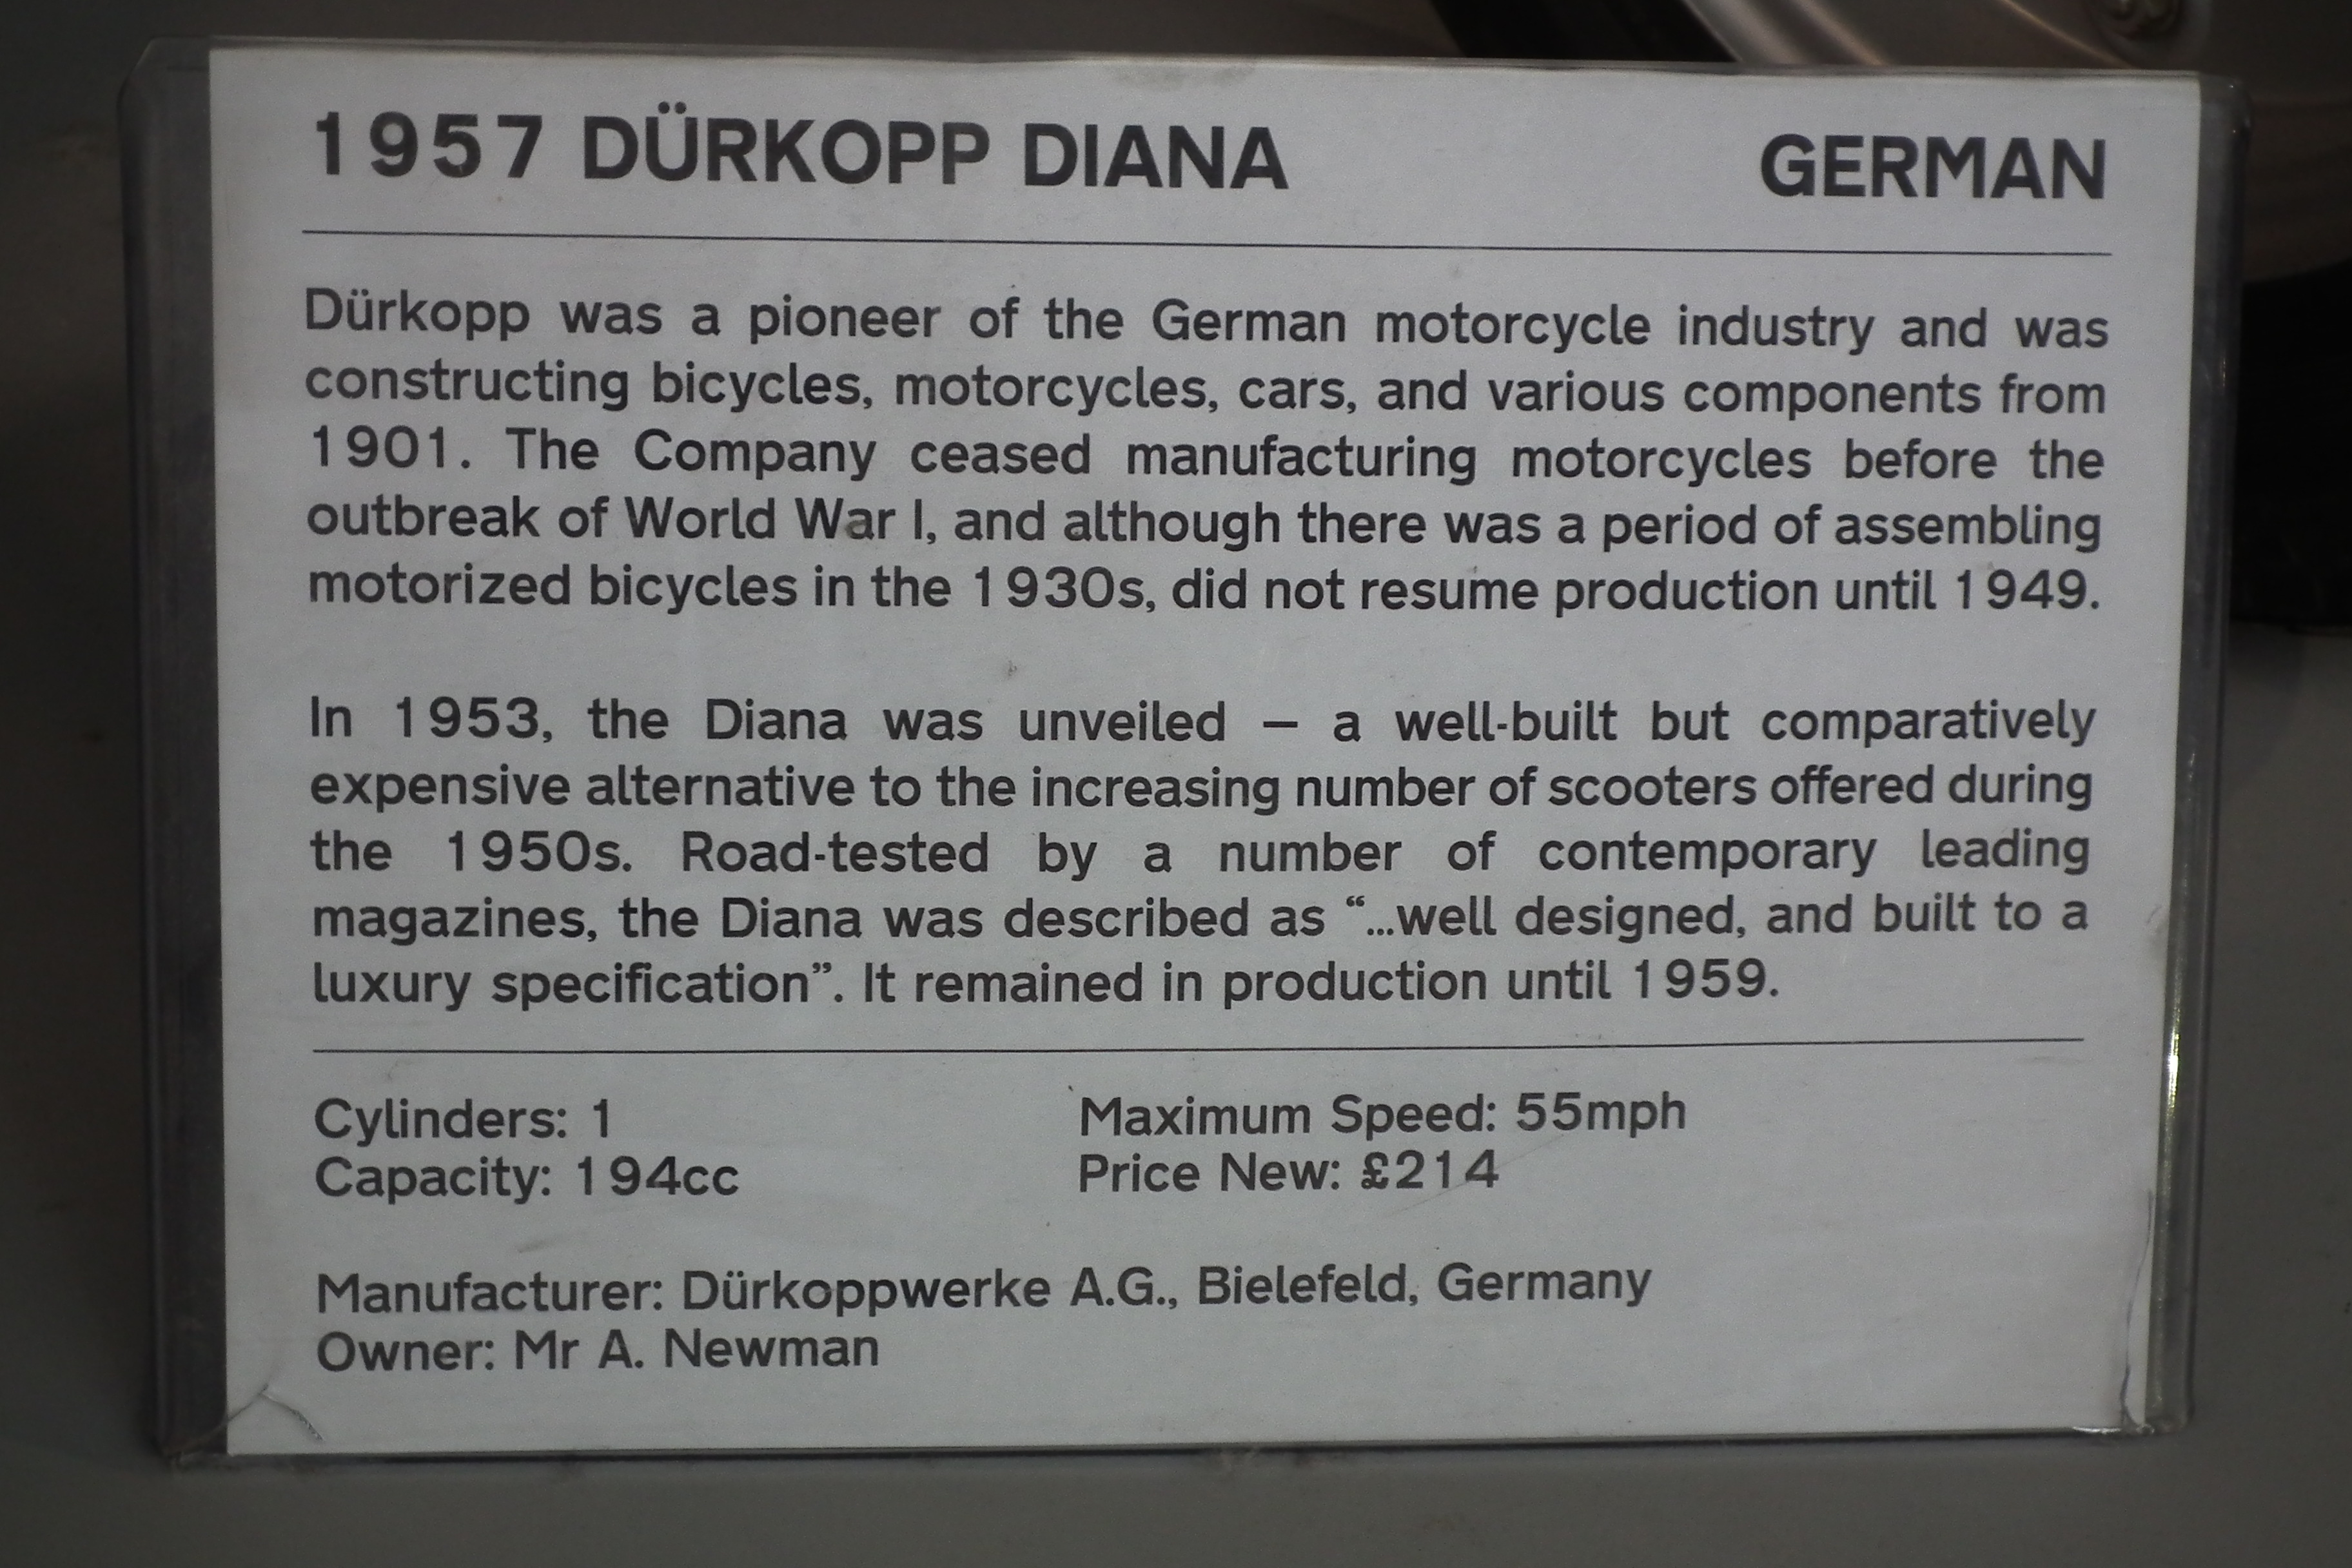 1957 DÜRKOPP DIANA GERMAN
Dürkopp was a pioneer of the German motorcycle industry and was
constructing bicycles, motorcycles, cars, and various components from
1901. The Company ceased manufacturing motorcycles before the
outbreak of World War I, and although there was a period of assembling
motorized bicycles in the 1930s, did not resume production until 1949.
In 1953, the Diana was unveiled – a well-built but comparatively
expensive alternative to the increasing number of scooters offered during
the 1950s. Road-tested by a number of contemporary leading
magazines, the Diana was described as “...well designed, and built to a
luxury specification”. It remained in production until 1959.
Cylinders: 1 Maximum Speed: 55mph
Capacity: 194cc Price New: £214
Manufacturer: Dürkoppwerke A.G., Bielefeld, Germany
Owner: Mr A. Newman